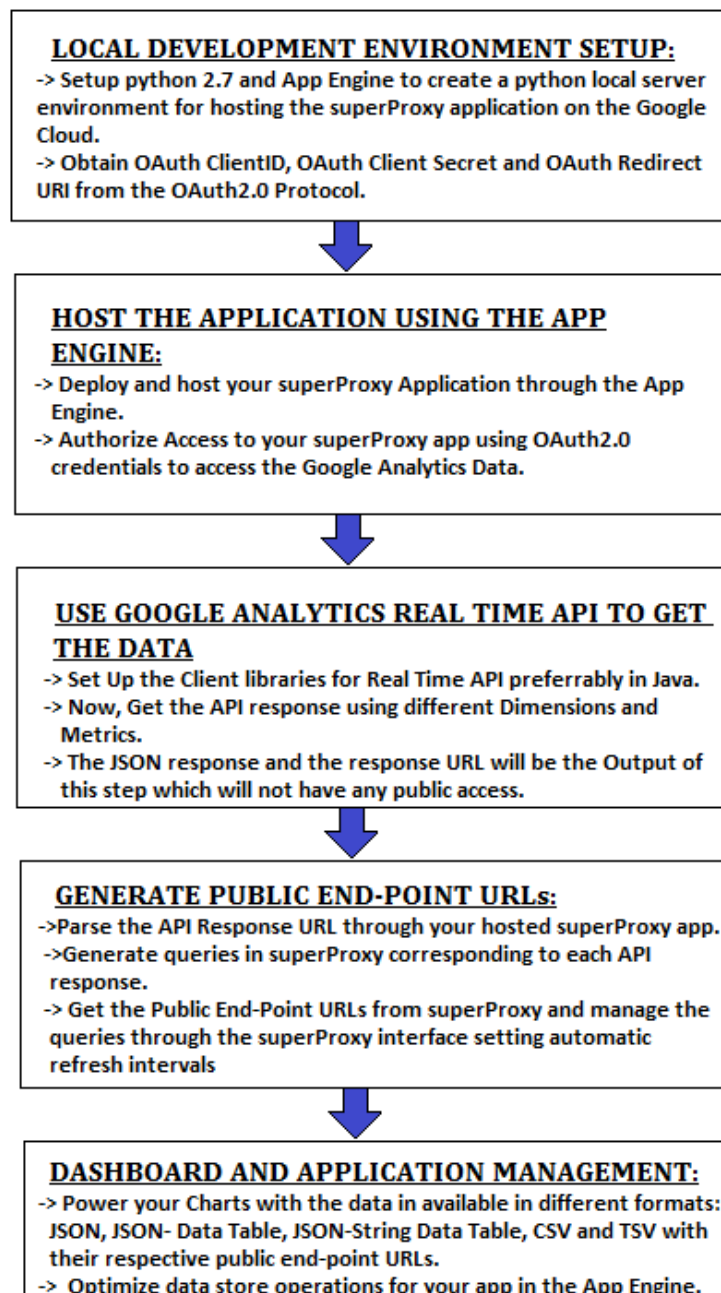 LOCAL DEVELOPMENT ENVIRONMENT SETUP:
-> Setup python 2.7 and App Engine to create a python local server
environment for hosting the superProxy application on the Google
Cloud.
-> Obtain OAuth ClientID, OAuth Client Secret and OAuth Redirect
URI from the OAuth2.0 Protocol.
HOST THE APPLICATION USING THE APP
ENGINE:
-> Deploy and host your superProxy Application through the App
Engine.
-> Authorize Access to your superProxy app using OAuth2.0
credentials to access the Google Analytics Data.
USE GOOGLE ANALYTICS REAL TIME API TO GET
THE DATA
-> Set Up the Client libraries for Real Time API preferrably in Java.
-> Now, Get the API response using different Dimensions and
Metrics.
-> The JSON response and the response URL will be the Output of
this step which will not have any public access.
GENERATE PUBLIC END-POINT URLs:
->Parse the API Response URL through your hosted superProxy app.
->Generate queries in superProxy corresponding to each API
response.
-> Get the Public End-Point URLs from superProxy and manage the
queries through the superProxy interface setting automatic
refresh intervals
DASHBOARD AND APPLICATION MANAGEMENT:
-> Power your Charts with the data in available in different formats:
JSON, JSON- Data Table, JSON-String Data Table, CSV and TSV with
their respective public end-point URLs.
-> Optimize data store operations for your app in the App Engine.